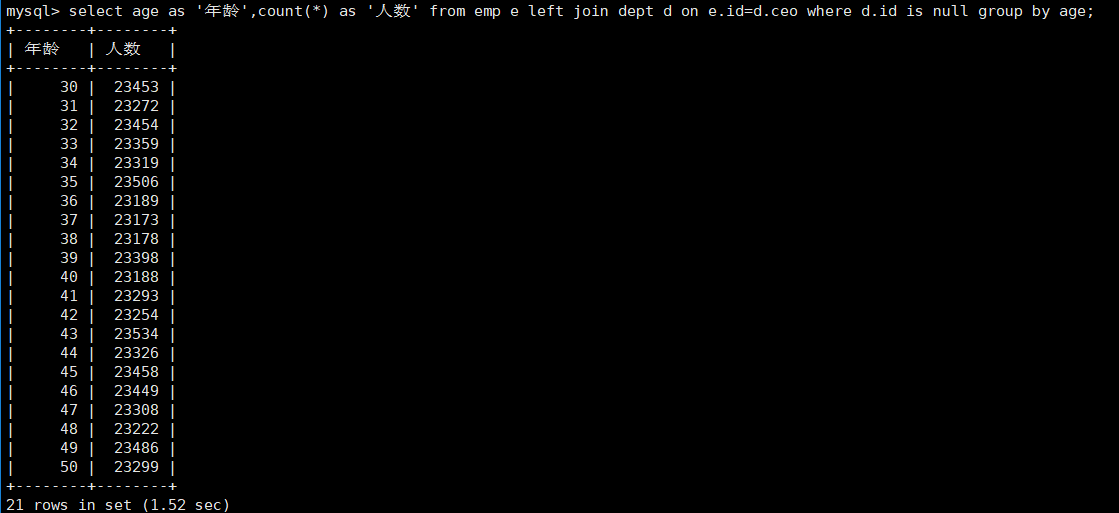 mysql> select age as '年龄',count(*) as '人数' from emp e left join dept d on e.id=d.ceo where d.id is null group by age;
+--------+--------+
| 年龄   | 人数   |
+--------+--------+
|     30 |  23453 |
|     31 |  23272 |
|     32 |  23454 |
|     33 |  23359 |
|     34 |  23319 |
|     35 |  23506 |
|     36 |  23189 |
|     37 |  23173 |
|     38 |  23178 |
|     39 |  23398 |
|     40 |  23188 |
|     41 |  23293 |
|     42 |  23254 |
|     43 |  23534 |
|     44 |  23326 |
|     45 |  23458 |
|     46 |  23449 |
|     47 |  23308 |
|     48 |  23222 |
|     49 |  23486 |
|     50 |  23299 |
+--------+--------+
21 rows in set (1.52 sec)